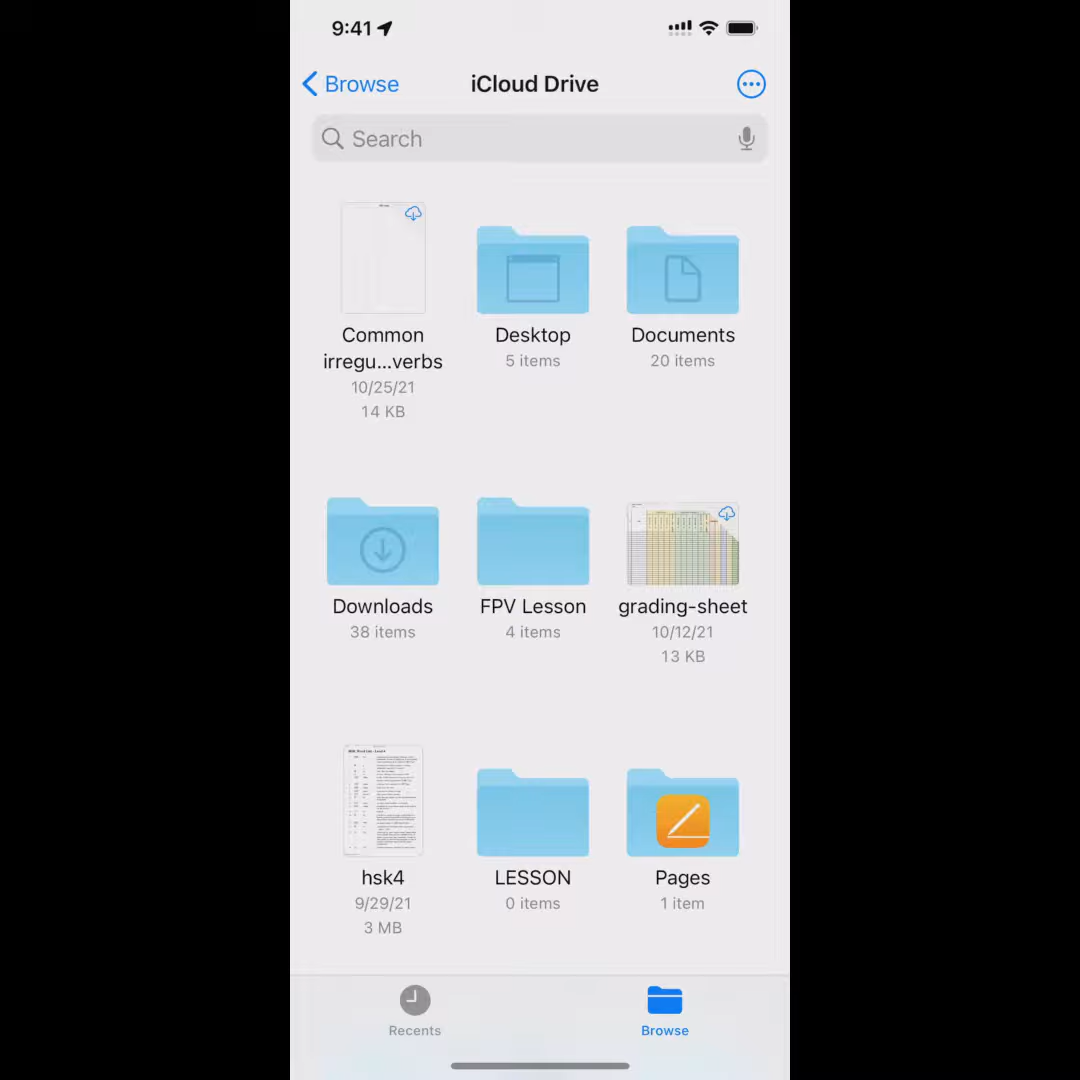 9:41
Browse
iCloud Drive
Search
Common
irregu...verbs
10/25/21
14 KB
Desktop
5 items
Documents
20 items
Downloads
38 items
FPV Lesson
4 items
grading-sheet
10/12/21
13 KB
hsk4
9/29/21
3 MB
LESSON
0 items
Pages
1 item
Recents
Browse